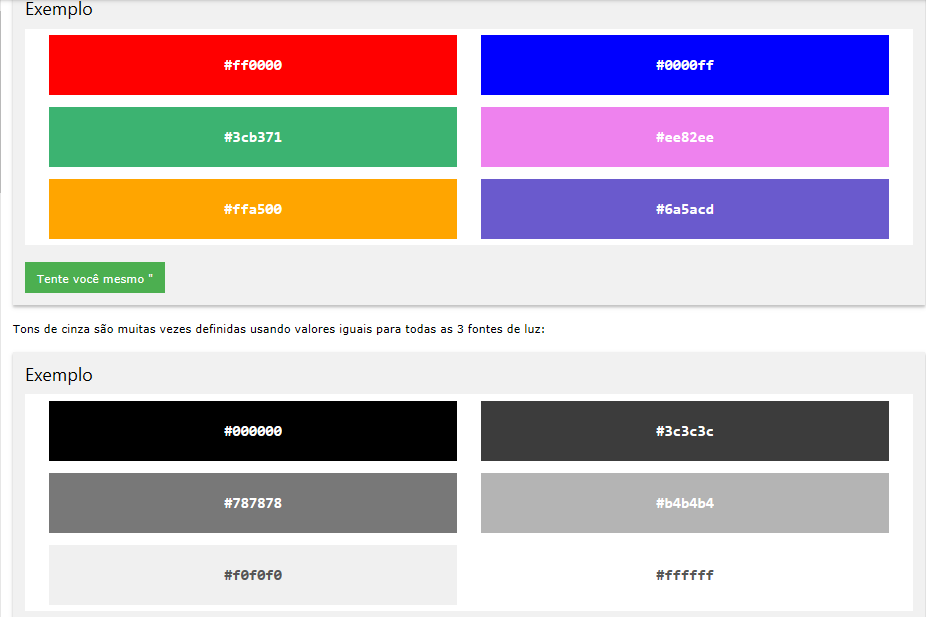 Exemplo
#ff0000 #0000ff
#3cb371 #ee82ee
#ffa500 #6a5acd
Tente você mesmo "
Tons de cinza são muitas vezes definidas usando valores iguais para todas as 3 fontes de luz:
Exemplo
#000000 #3c3c3c
#787878 #b4b4b4
#f0f0f0 #ffffff